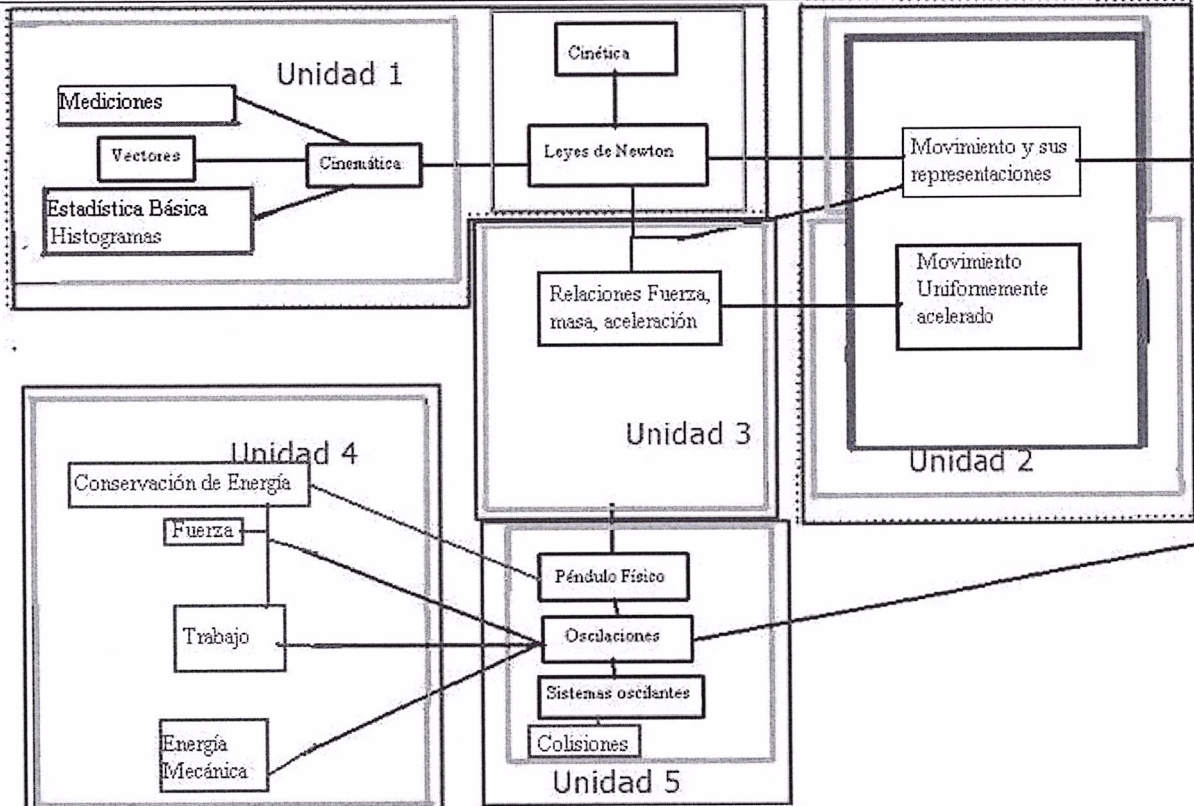 Unidad 1
Mediciones
Vectores
Cinemática
Estadística Básica
Histogramas
Cinética
Leyes de Newton
Movimiento y sus
representaciones
Movimiento
Uniformemente
acelerado
Unidad 2
Relaciones Fuerza,
masa, aceleración
Unidad 3
Unidad 4
Conservación de Energía
Fuerza
Trabajo
Energía
Mecánica
Péndulo Físico
Oscilaciones
Sistemas oscilantes
Colisiones
Unidad 5